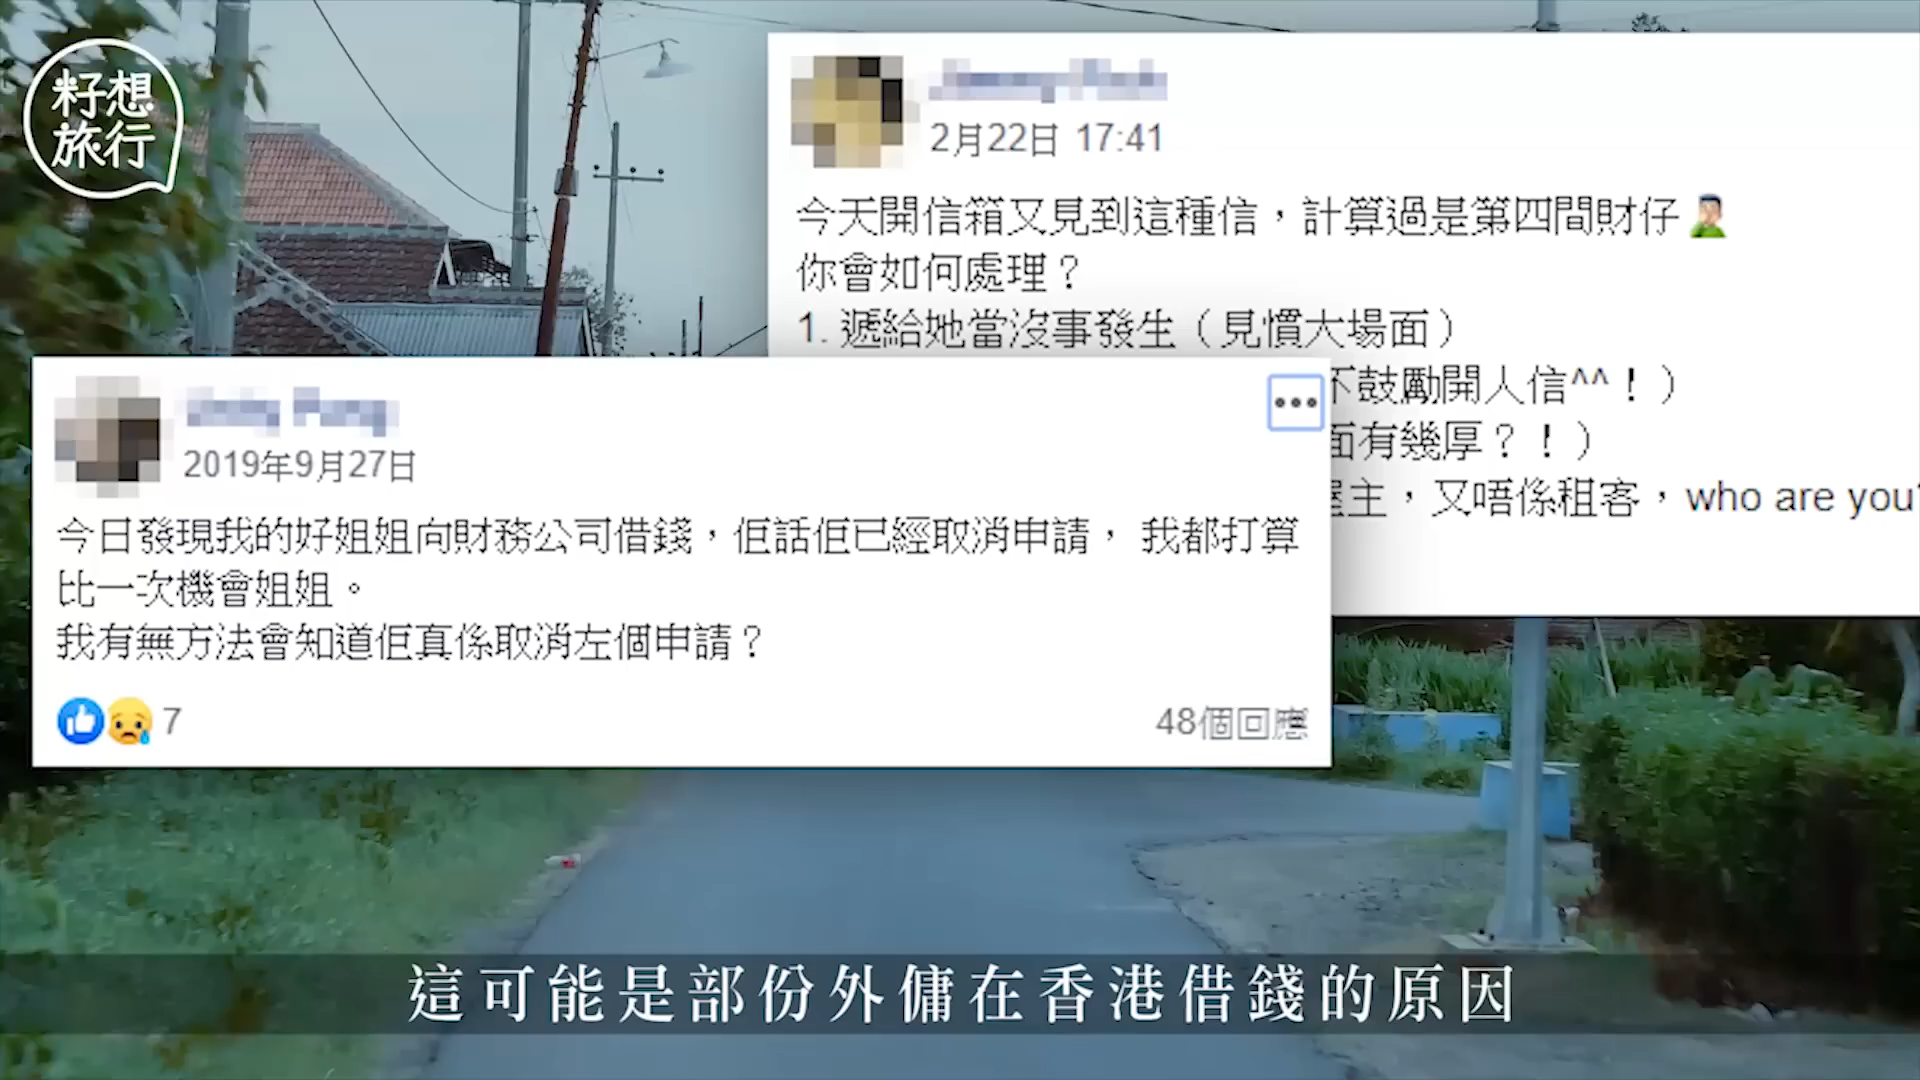 籽想
旅行
2月22日 17:41
今天開信箱又見到這種信，計算過是第四間財仔
你會如何處理？
1. 遞給她當沒事發生（見慣大場面）
不鼓勵開人信^^！）
面有幾厚？！）
屋主，又唔係租客，who are you?
2019年9月27日
今日發現我的好姐姐向財務公司借錢，佢話佢已經取消申請， 我都打算
比一次機會姐姐。
我有無方法會知道佢真係取消左個申請？
7
48個回應
這可能是部份外傭在香港借錢的原因